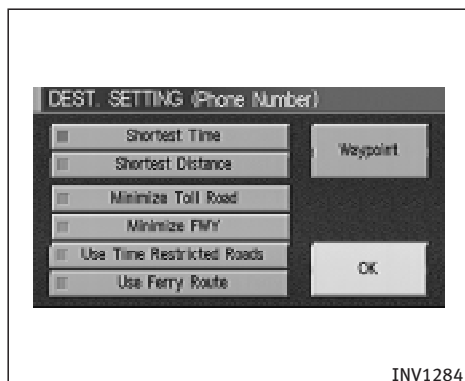 DEST. SETTING (Phone Number)
Shortest Time
Shortest Distance
Minimize Toll Road
Minimize FWY
Use Time Restricted Roads
Use Ferry Route
Waypoint
OK
INV1284